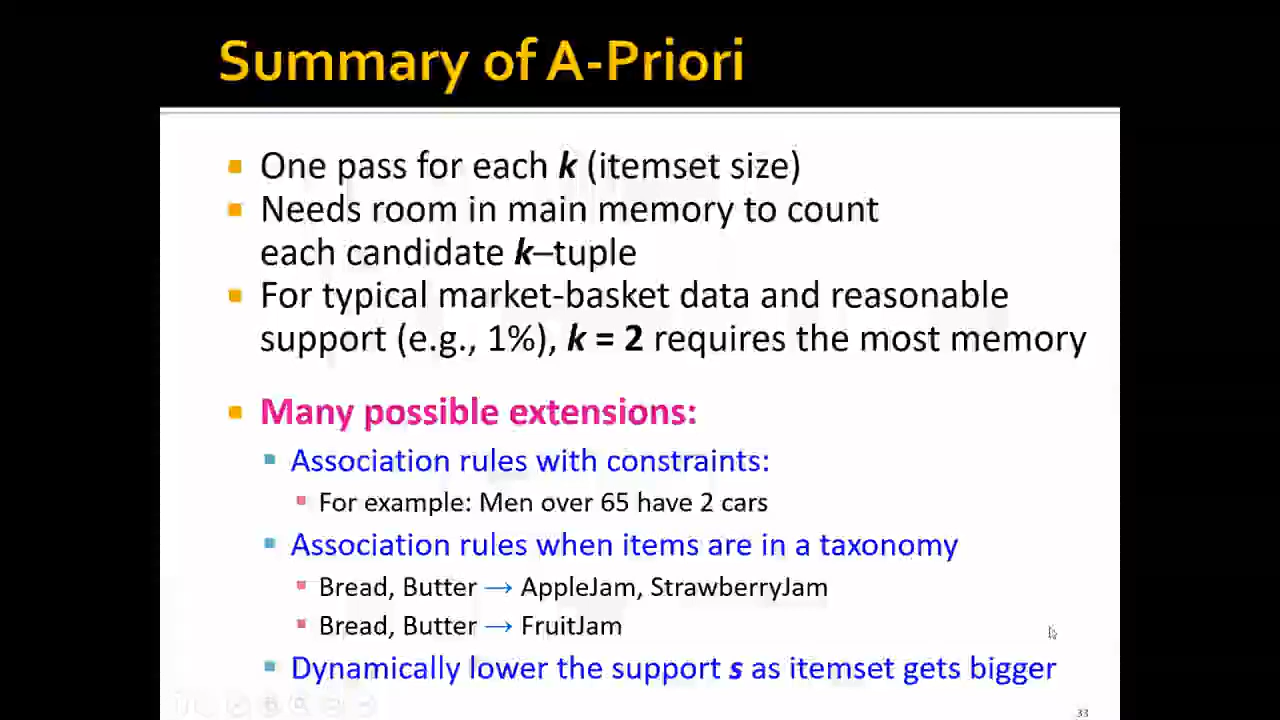 Summary of A-Priori
One pass for each k (itemset size)
Needs room in main memory to count
each candidate k–tuple
For typical market-basket data and reasonable
support (e.g., 1%), k = 2 requires the most memory
Many possible extensions:
Association rules with constraints:
For example: Men over 65 have 2 cars
Association rules when items are in a taxonomy
Bread, Butter → AppleJam, StrawberryJam
Bread, Butter → FruitJam
Dynamically lower the support s as itemset gets bigger
33